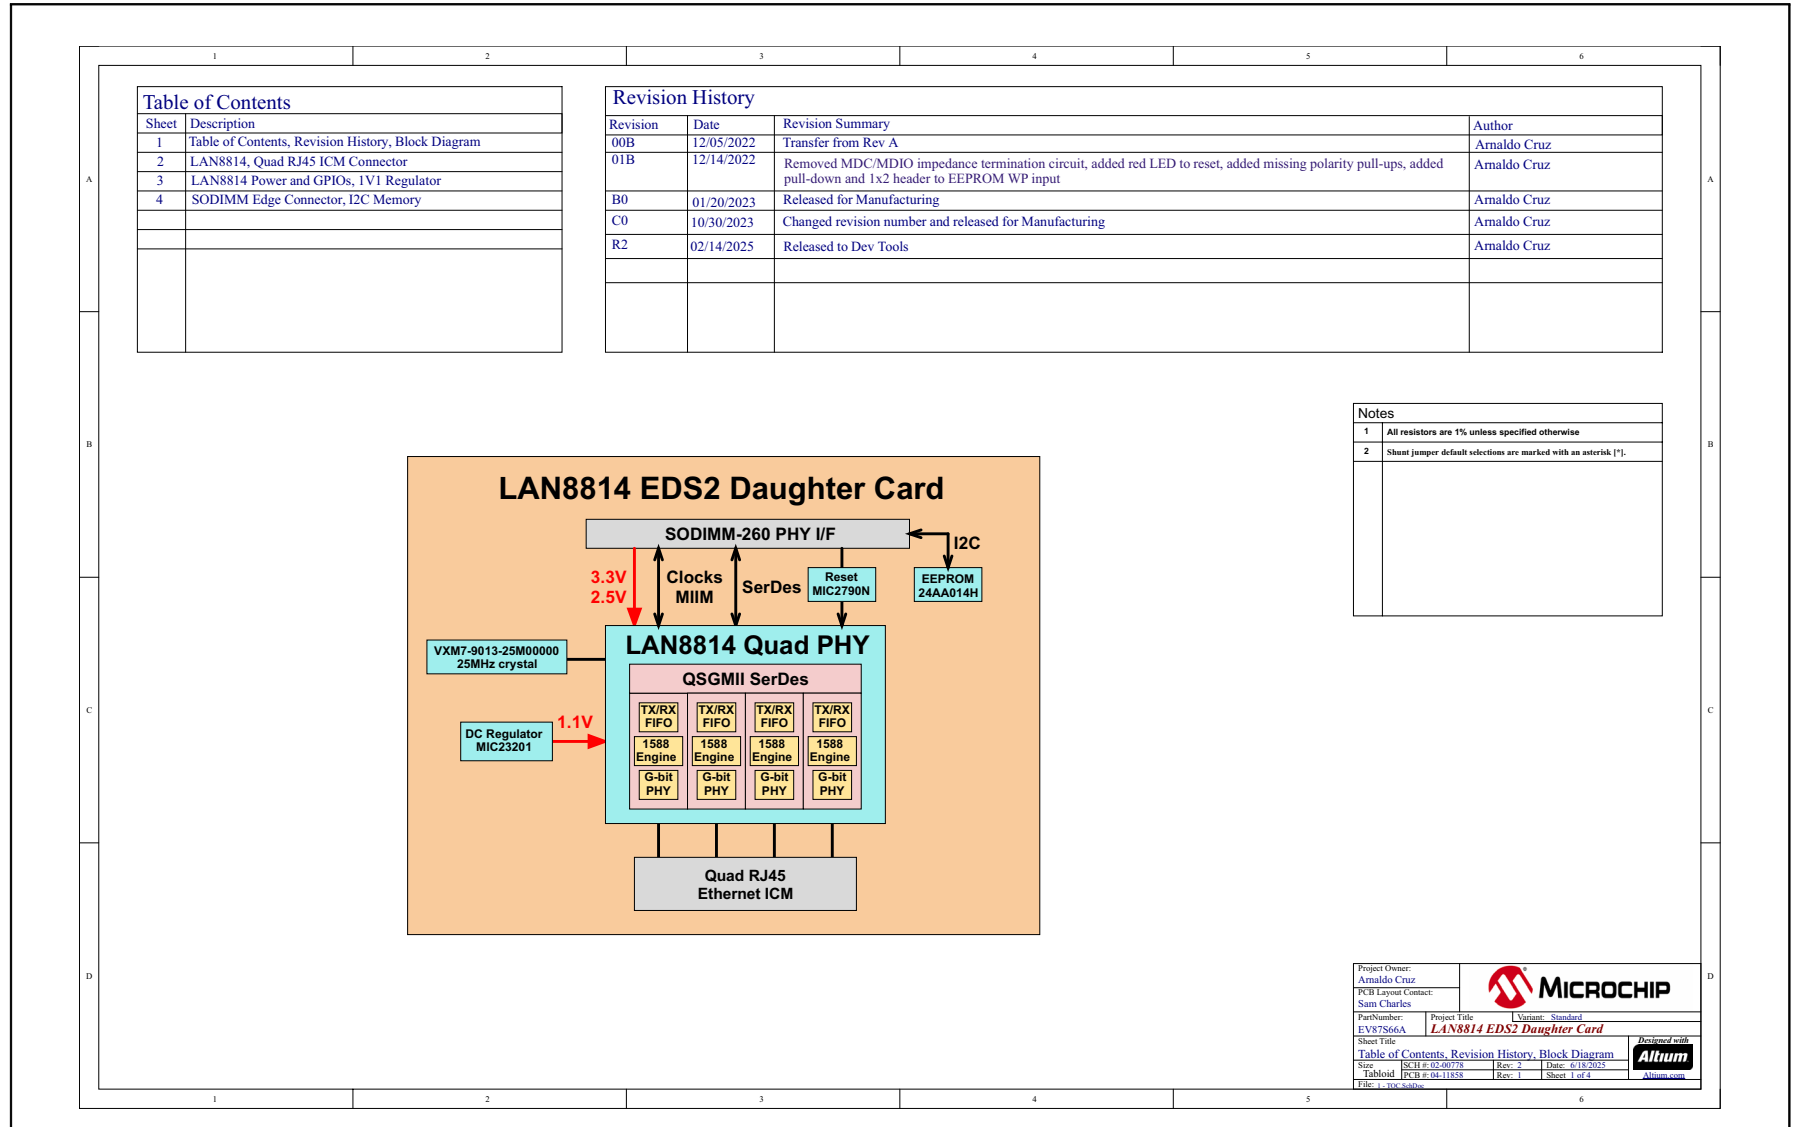 1 2 3 4 5 6
Table of Contents
Sheet Description
1 Table of Contents, Revision History, Block Diagram
2 LAN8814, Quad RJ45 ICM Connector
3 LAN8814 Power and GPIOs, 1V1 Regulator
4 SODIMM Edge Connector, I2C Memory
Revision History
Revision Date Revision Summary Author
00B 12/05/2022 Transfer from Rev A Arnaldo Cruz
01B 12/14/2022 Removed MDC/MDIO impedance termination circuit, added red LED to reset, added missing polarity pull-ups, added Arnaldo Cruz
pull-down and 1x2 header to EEPROM WP input
B0 01/20/2023 Released for Manufacturing Arnaldo Cruz
C0 10/30/2023 Changed revision number and released for Manufacturing Arnaldo Cruz
R2 02/14/2025 Released to Dev Tools Arnaldo Cruz
A A
B B
Notes
1 All resistors are 1% unless specified otherwise
2 Shunt jumper default selections are marked with an asterisk [*].
LAN8814 EDS2 Daughter Card
SODIMM-260 PHY I/F
I2C
3.3V
2.5V
Clocks
MIIM
SerDes
Reset
MIC2790N
EEPROM
24AA014H
LAN8814 Quad PHY
VXM7-9013-25M00000
25MHz crystal
QSGMII SerDes
TX/RX FIFO TX/RX FIFO TX/RX FIFO TX/RX FIFO
1588 Engine 1588 Engine 1588 Engine 1588 Engine
G-bit PHY G-bit PHY G-bit PHY G-bit PHY
1.1V
DC Regulator
MIC23201
C C
Quad RJ45
Ethernet ICM
D D
Project Owner:
Arnaldo Cruz
PCB Layout Contact:
Sam Charles
MICROCHIP
PartNumber: Project Title Variant: Standard
EV87S66A LAN8814 EDS2 Daughter Card
Sheet Title
Table of Contents, Revision History, Block Diagram
Designed with
Altium
Altium.com
Size SCH #: 02-00778 Rev: 2 Date: 6/18/2025
Tabloid PCB #: 04-11858 Rev: 1 Sheet 1 of 4
File: 1 - TOC.SchDoc
1 2 3 4 5 6